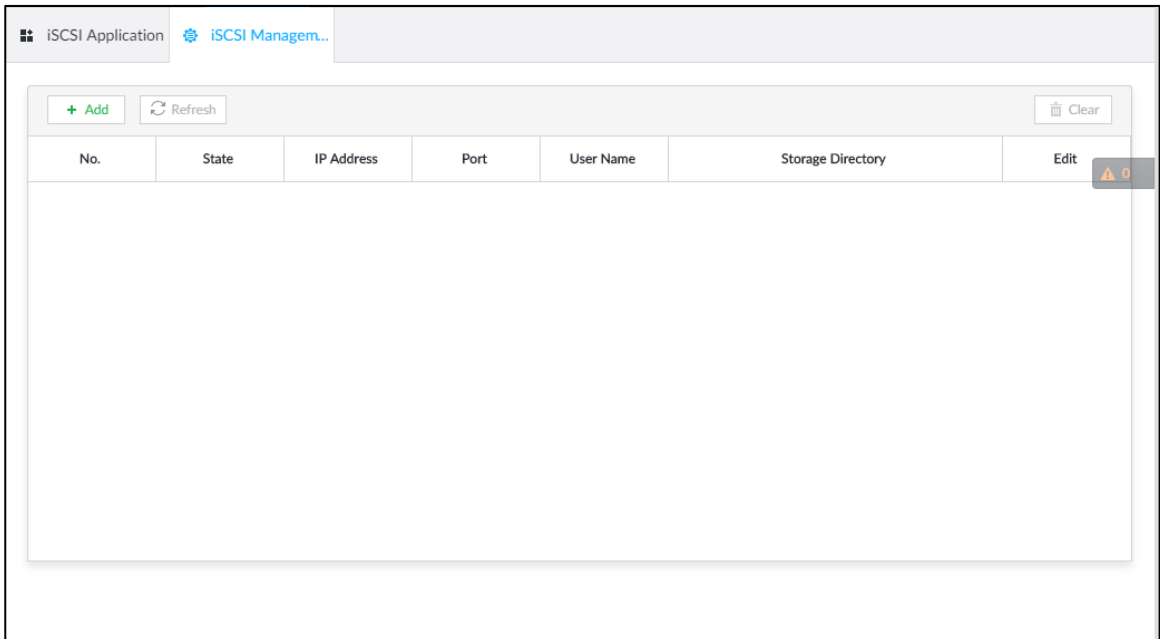 iSCSI Application iSCSI Managem...
+ Add Refresh Clear
No. State IP Address Port User Name Storage Directory Edit
0